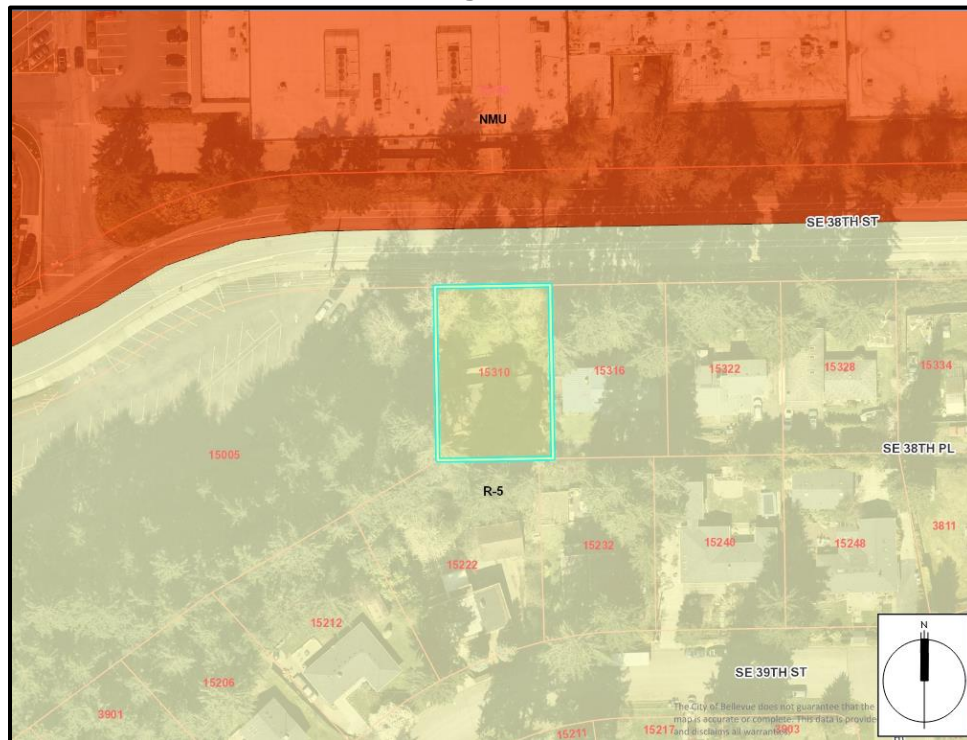 NMU
SE 38TH ST
15310
15316
15322
15328
15334
15005
SE 38TH PL
R-5
15222
15232
15240
15248
3811
15212
15206
3901
SE 39TH ST
N
The City of Bellevue does not guarantee that the
map is accurate or complete. This data is provide
and disclaims all warranties.
15211
15217
3903